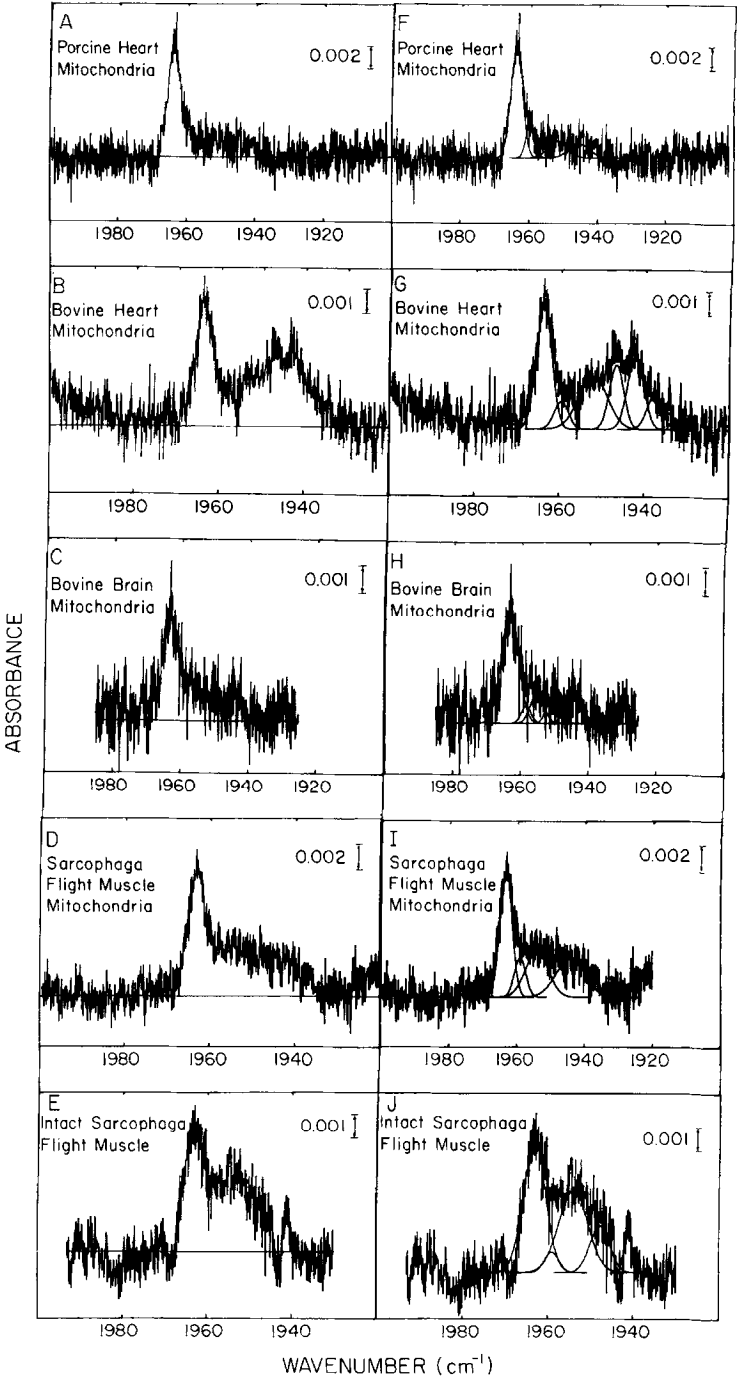 A
Porcine Heart
Mitochondria
0.002
1980 1960 1940 1920
F
Porcine Heart
Mitochondria
0.002
1980 1960 1940 1920
B
Bovine Heart
Mitochondria
0.001
1980 1960 1940
G
Bovine Heart
Mitochondria
0.001
1980 1960 1940
C
Bovine Brain
Mitochondria
0.001
1980 1960 1940 1920
H
Bovine Brain
Mitochondria
0.001
1980 1960 1940 1920
D
Sarcophaga
Flight Muscle
Mitochondria
0.002
1980 1960 1940
I
Sarcophaga
Flight Muscle
Mitochondria
0.002
1980 1960 1940 1920
E
Intact Sarcophaga
Flight Muscle
0.001
1980 1960 1940
J
Intact Sarcophaga
Flight Muscle
0.001
1980 1960 1940
ABSORBANCE
WAVENUMBER (cm⁻¹)